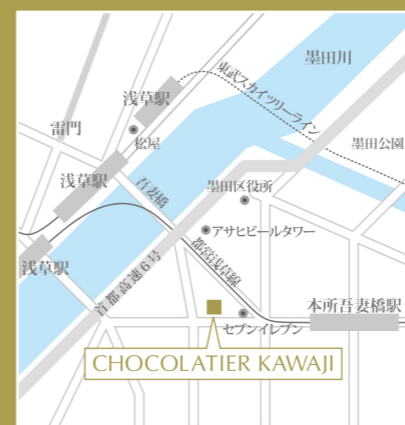 墨田川
東武スカイツリーライン
浅草駅
雷門
松屋
墨田公園
浅草駅
吾妻橋
墨田区役所
アサヒビールタワー
都営浅草線
浅草駅
首都高速6号
本所吾妻橋駅
セブンイレブン
CHOCOLATIER KAWAJI